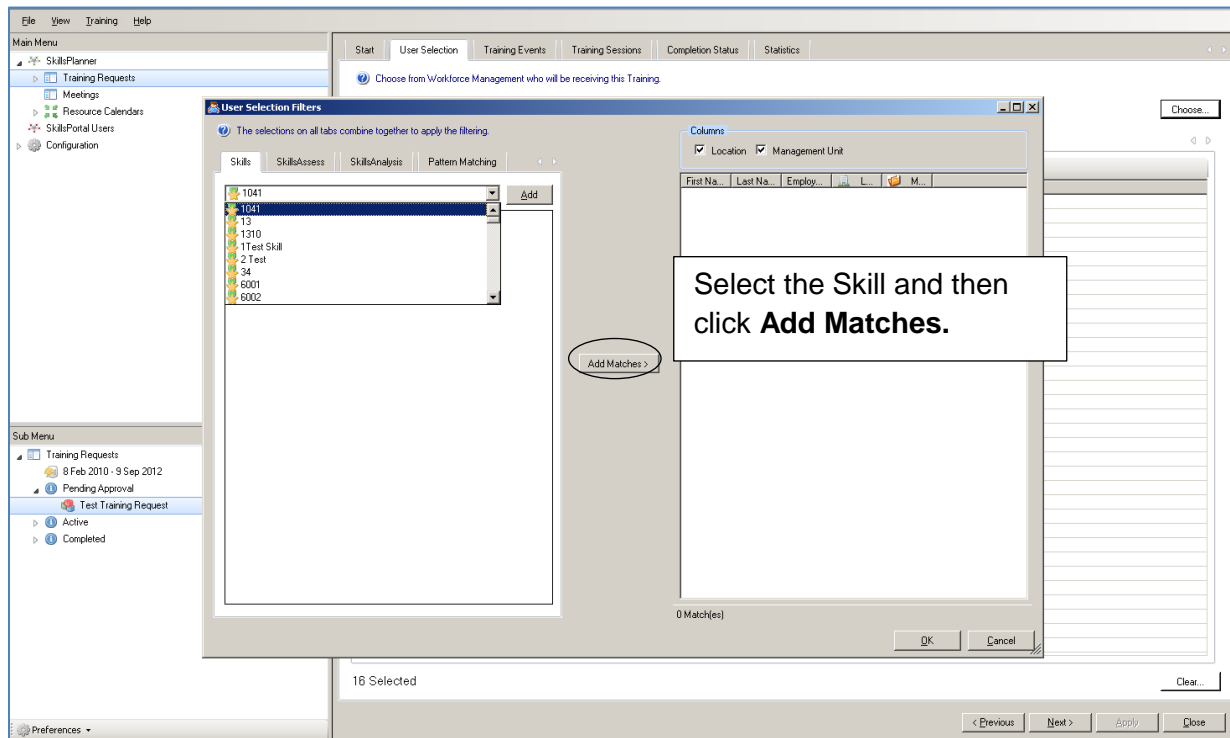 File View Training Help
Main Menu
SkillsPlanner
Training Requests
Meetings
Resource Calendars
SkillsPortal Users
Configuration
Start User Selection Training Events Training Sessions Completion Status Statistics
Choose from Workforce Management who will be receiving this Training.
Choose...
User Selection Filters
The selections on all tabs combine together to apply the filtering.
Skills SkillsAssess SkillsAnalysis Pattern Matching
1041 Add
1041
13
1310
1Test Skill
2 Test
34
6001
6002
Add Matches >
Columns
Location Management Unit
First Na... Last Na... Employ... L... M...
Select the Skill and then
click Add Matches.
0 Match(es)
OK Cancel
Sub Menu
Training Requests
8 Feb 2010 - 9 Sep 2012
Pending Approval
Test Training Request
Active
Completed
16 Selected
Clear...
Preferences
< Previous Next > Apply Close